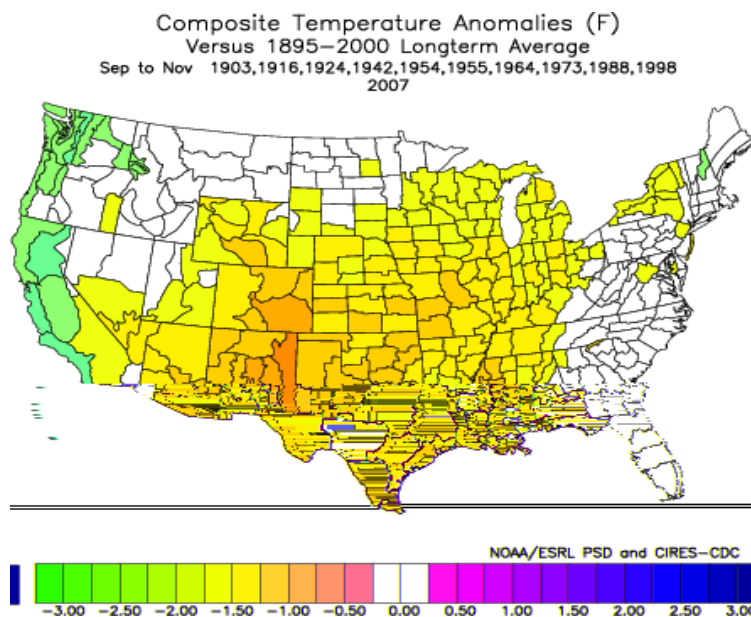 Composite Temperature Anomalies (F)
Versus 1895-2000 Longterm Average
Sep to Nov 1903,1916,1924,1942,1954,1955,1964,1973,1988,1998
2007
NOAA/ESRL PSD and CIRES-CDC
-3.00 -2.50 -2.00 -1.50 -1.00 -0.50 0.00 0.50 1.00 1.50 2.00 2.50 3.00